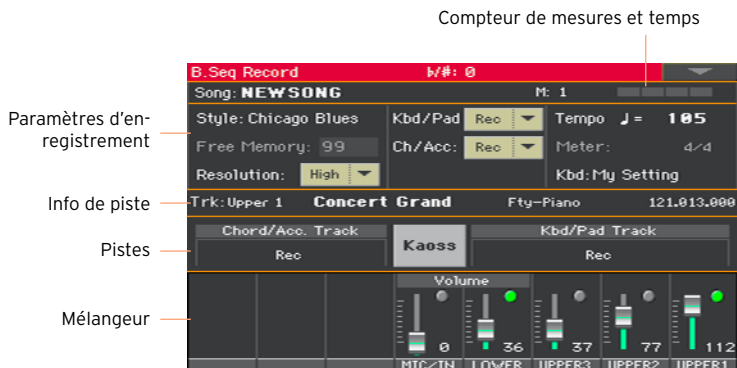 Compteur de mesures et temps
B.Seq Record ♭/#: 0
Song: NEWSONG M: 1
Paramètres d'en-
registrement
Style: Chicago Blues Kbd/Pad Rec Tempo ♩ = 105
Free Memory: 99 Ch/Acc: Rec Meter: 4/4
Resolution: High Kbd: My Setting
Info de piste
Trk: Upper 1 Concert Grand Fty-Piano 121.013.000
Pistes
Chord/Acc. Track Kaoss Kbd/Pad Track
Rec Rec
Mélangeur
Volume
0 36 37 77 112
MIC/IN LOWER UPPER3 UPPER2 UPPER1